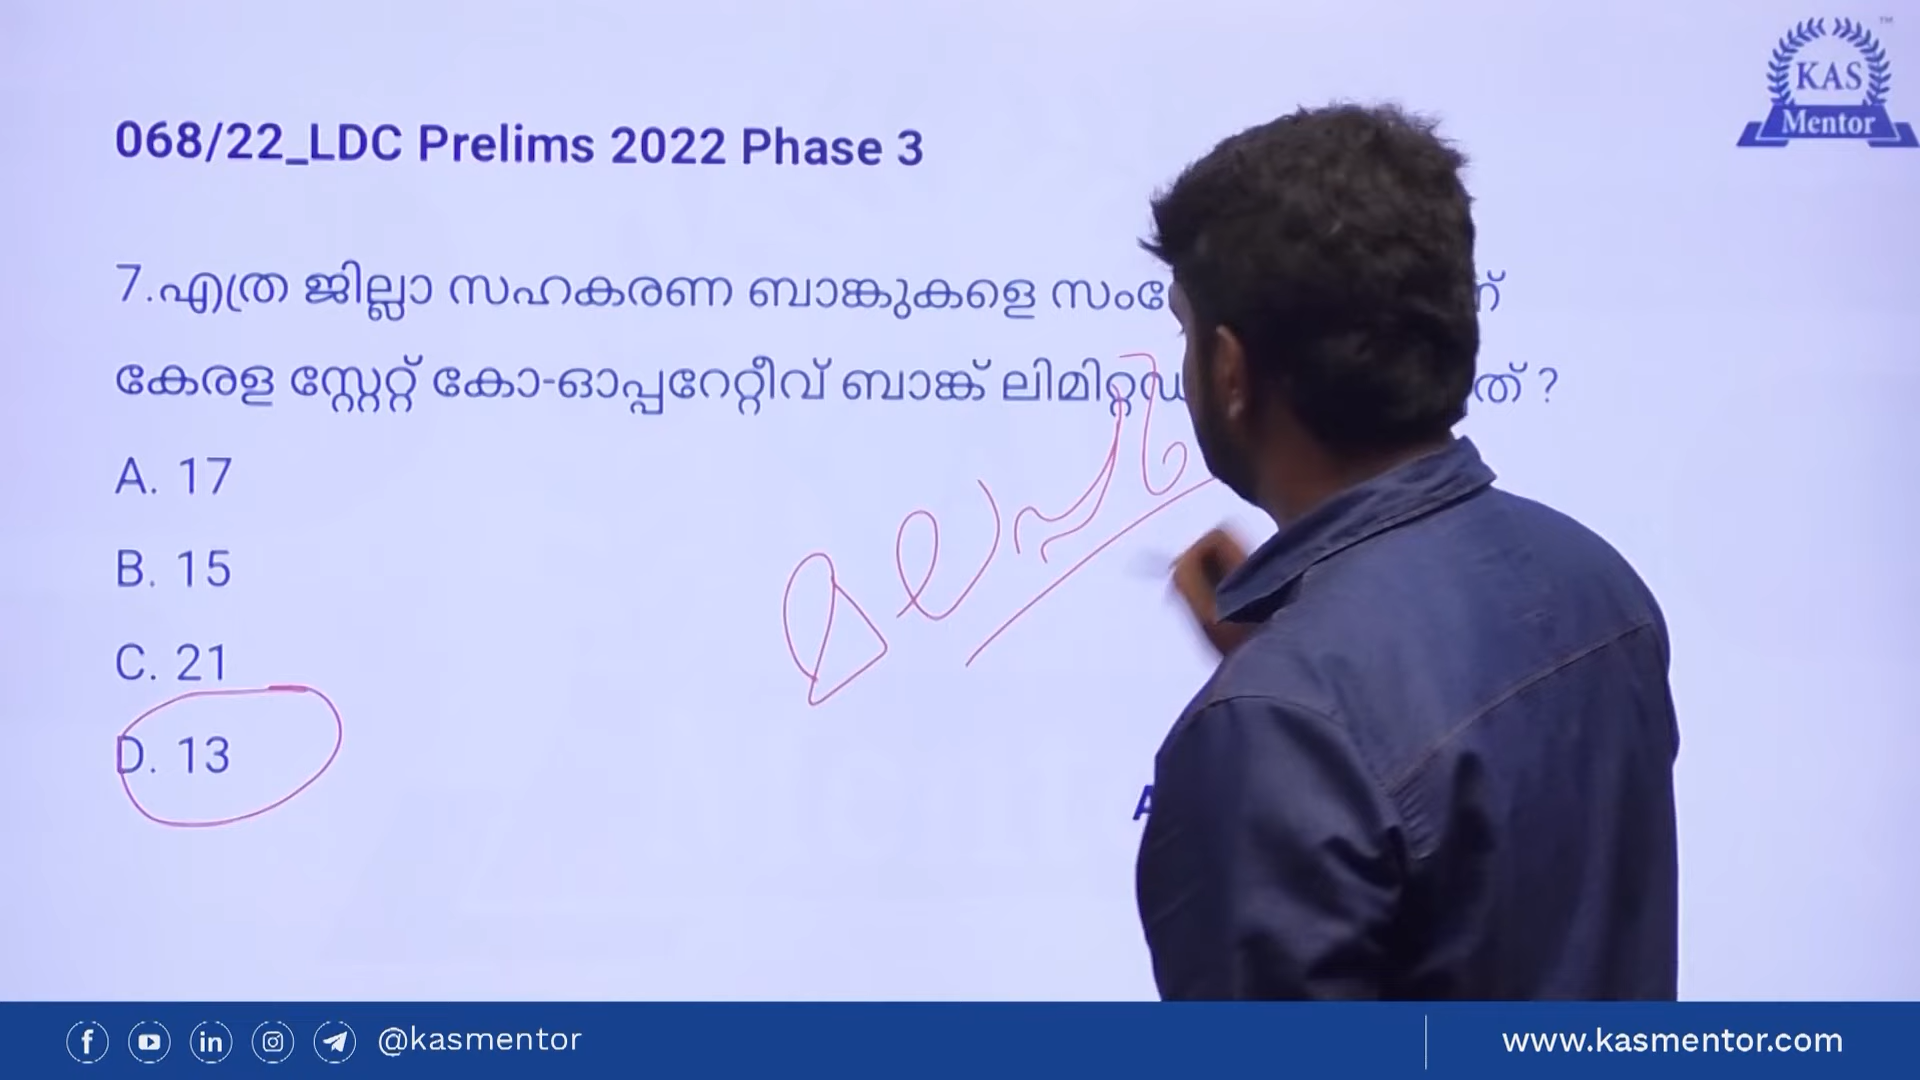 ™
KAS
Mentor
068/22_LDC Prelims 2022 Phase 3
7.എത്ര ജില്ലാ സഹകരണ ബാങ്കുകളെ
കേരള സ്റ്റേറ്റ് കോ-ഓപ്പറേറ്റീവ് ബാങ്ക് ?
A. 17
B. 15
C. 21
D. 13
@kasmentor
www.kasmentor.com